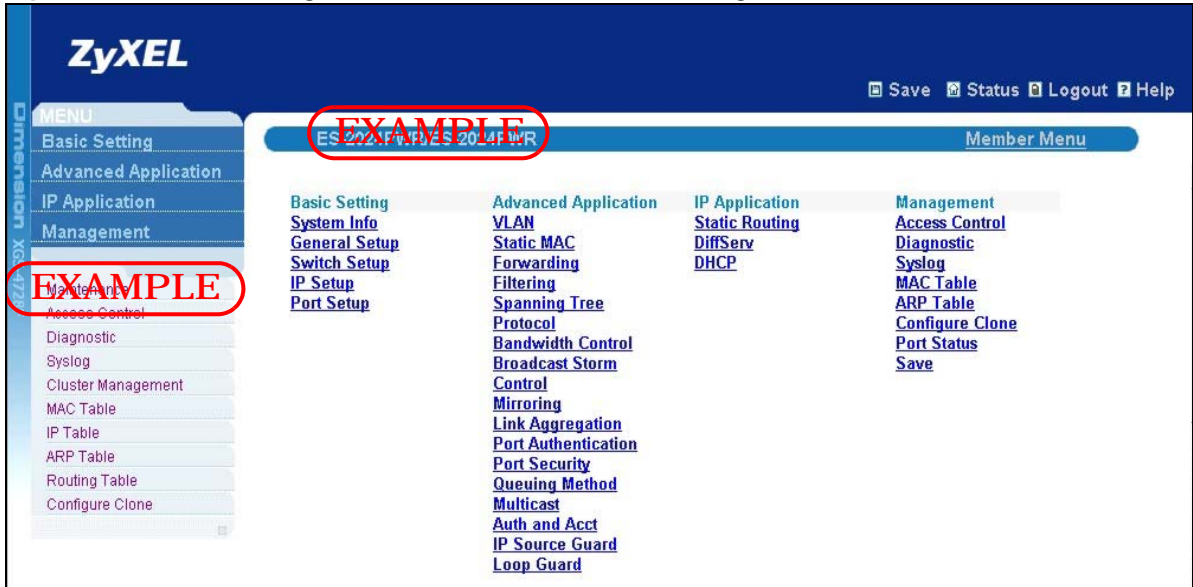 ZyXEL
Save Status Logout Help
MENU
Basic Setting
Advanced Application
IP Application
Management
Maintenance
Access Control
Diagnostic
Syslog
Cluster Management
MAC Table
IP Table
ARP Table
Routing Table
Configure Clone
EXAMPLE
Dimension XGS-4728
EXAMPLE
Member Menu
Basic Setting
System Info
General Setup
Switch Setup
IP Setup
Port Setup
Advanced Application
VLAN
Static MAC
Forwarding
Filtering
Spanning Tree
Protocol
Bandwidth Control
Broadcast Storm
Control
Mirroring
Link Aggregation
Port Authentication
Port Security
Queuing Method
Multicast
Auth and Acct
IP Source Guard
Loop Guard
IP Application
Static Routing
DiffServ
DHCP
Management
Access Control
Diagnostic
Syslog
MAC Table
ARP Table
Configure Clone
Port Status
Save